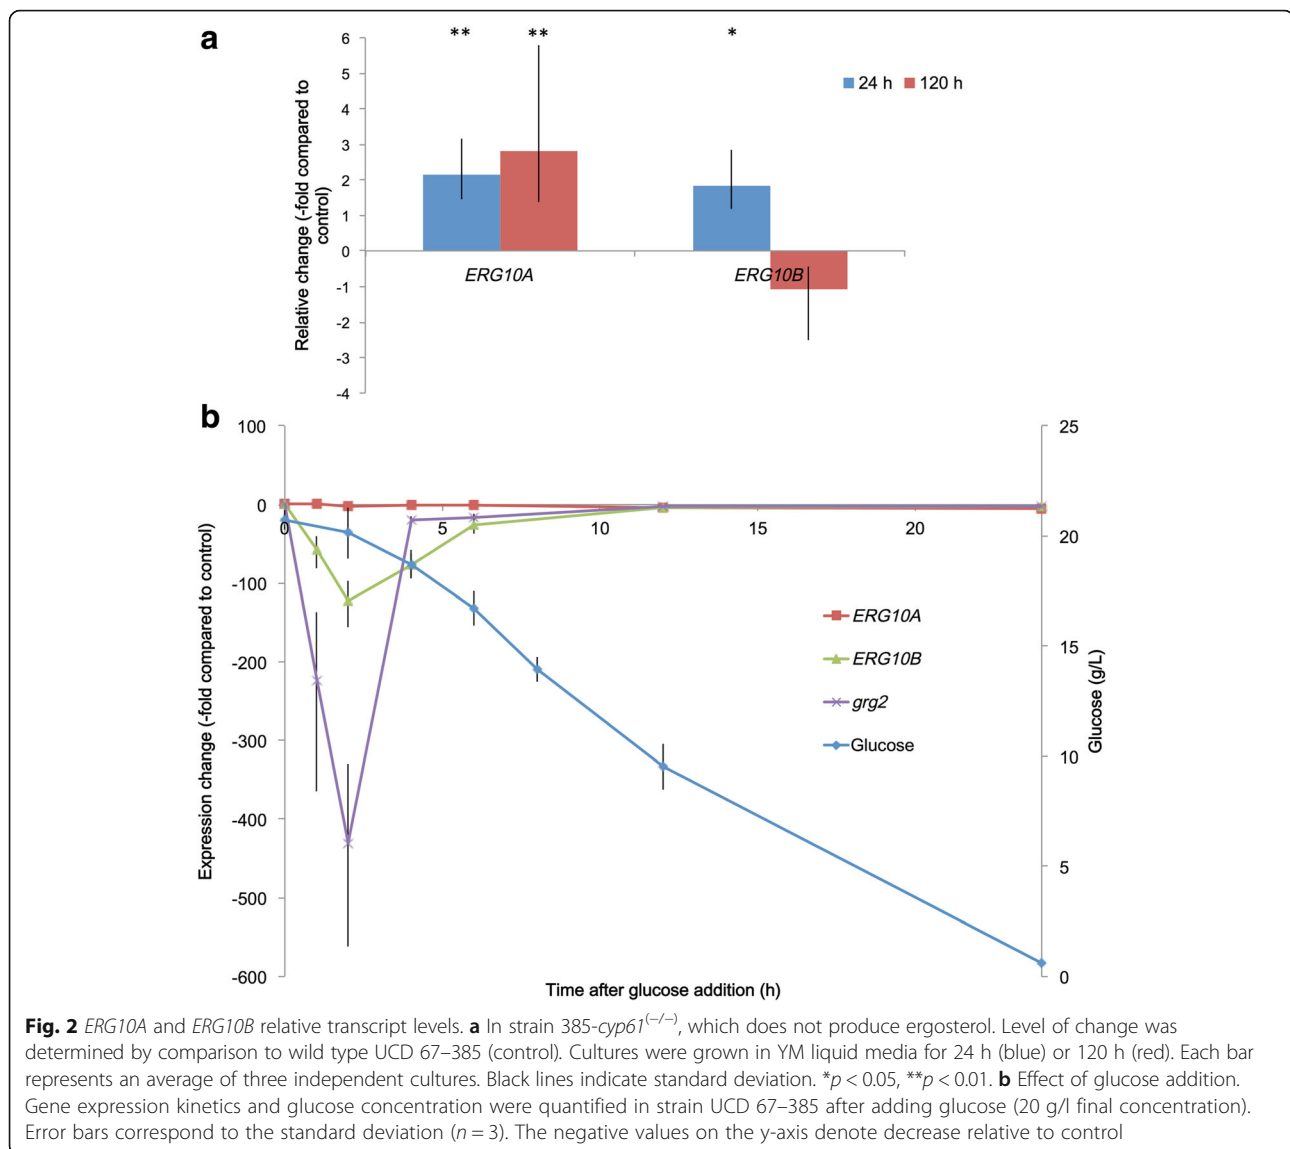 a
** ** *
6
5
4
3
2
1
0
-1
-2
-3
-4
Relative change (-fold compared to
control)
24 h 120 h
ERG10A ERG10B
b
100
0
-100
-200
-300
-400
-500
-600
Expression change (-fold compared to control)
0 5 10 15 20
25
20
15
10
5
0
Glucose (g/L)
ERG10A
ERG10B
grg2
Glucose
Time after glucose addition (h)
Fig. 2 ERG10A and ERG10B relative transcript levels. a In strain 385-cyp61(−/−), which does not produce ergosterol. Level of change was
determined by comparison to wild type UCD 67–385 (control). Cultures were grown in YM liquid media for 24 h (blue) or 120 h (red). Each bar
represents an average of three independent cultures. Black lines indicate standard deviation. *p < 0.05, **p < 0.01. b Effect of glucose addition.
Gene expression kinetics and glucose concentration were quantified in strain UCD 67–385 after adding glucose (20 g/l final concentration).
Error bars correspond to the standard deviation (n = 3). The negative values on the y-axis denote decrease relative to control